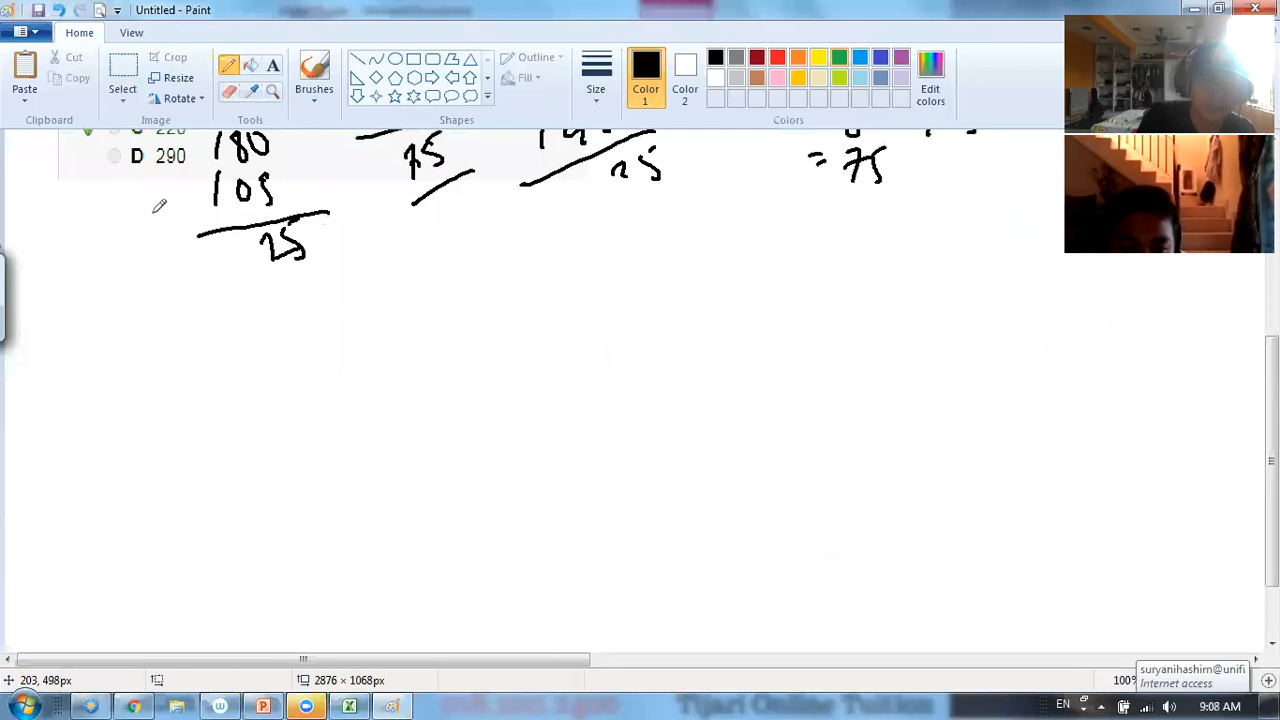 Untitled - Paint
Home
View
Paste
Cut
Copy
Clipboard
Select
Crop
Resize
Rotate
Image
Tools
Brushes
Shapes
Outline
Fill
Size
Color 1
Color 2
Edit colors
Colors
180
D 290
105
25
25
= 75
203, 498px
2876 × 1068px
100%
suryanihashim@unifi
Internet access
EN
9:08 AM